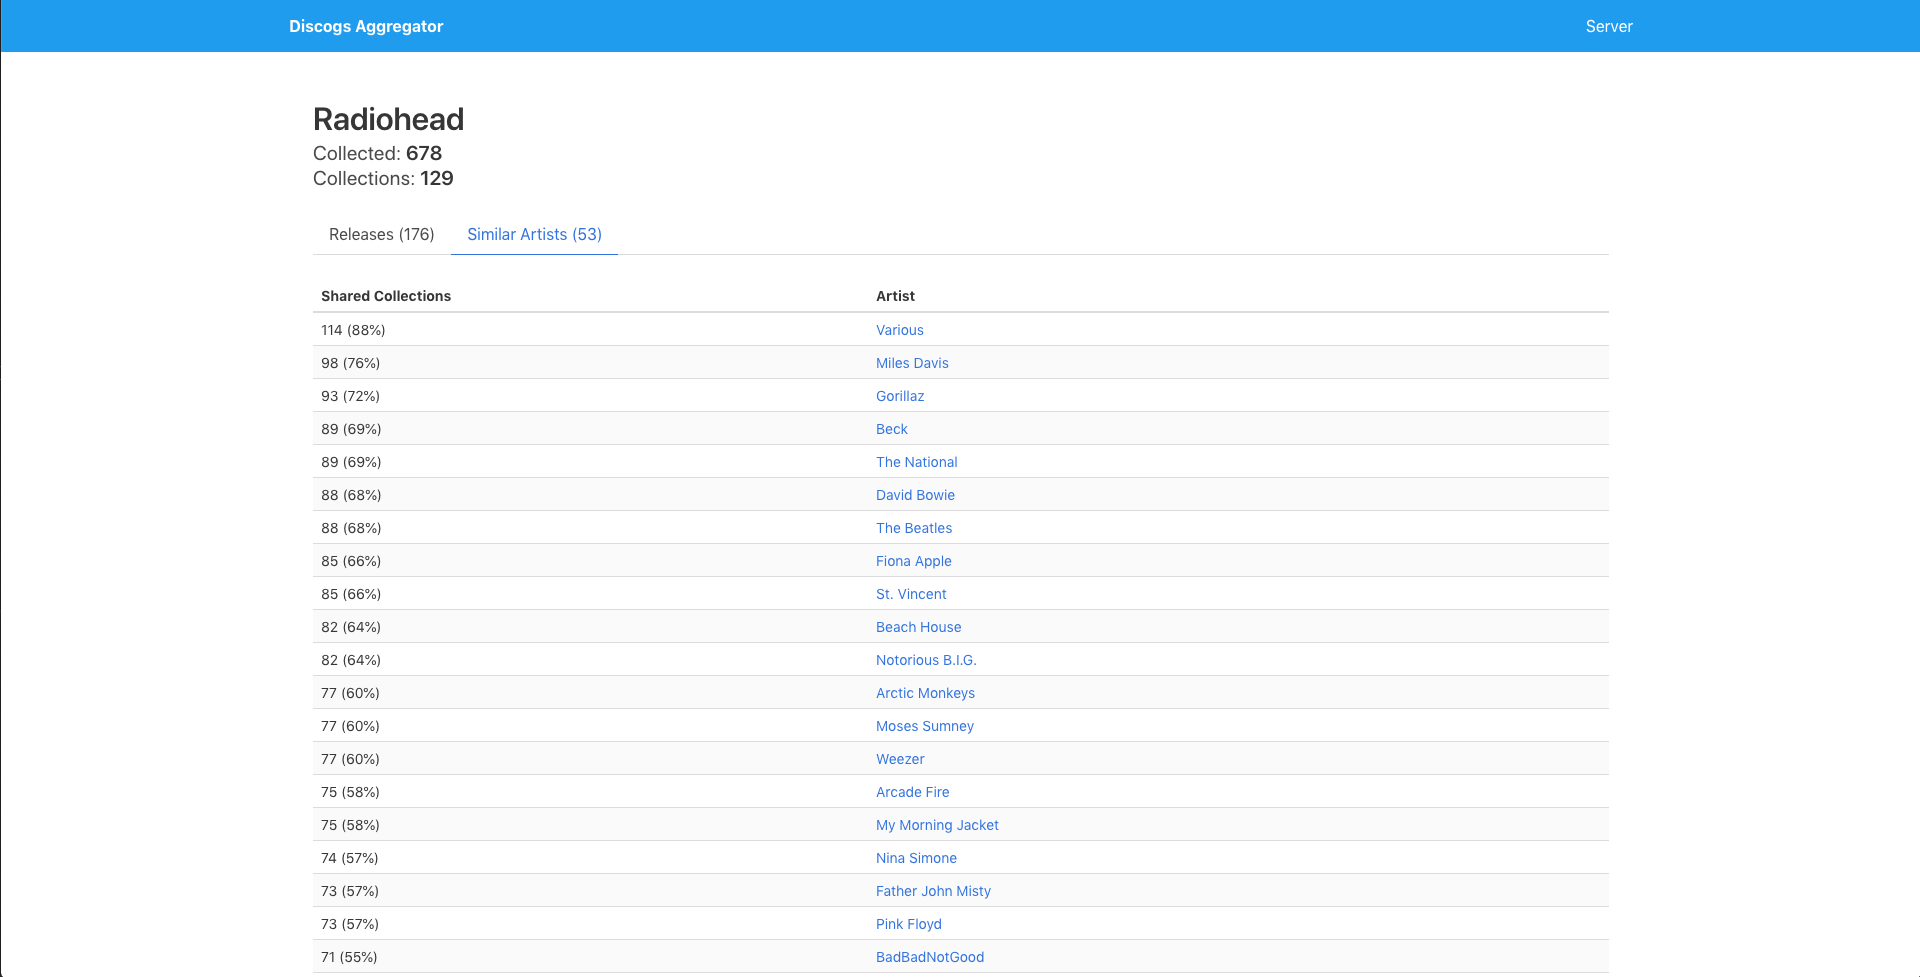 Discogs Aggregator Server
Radiohead
Collected: 678
Collections: 129
Releases (176) Similar Artists (53)
Shared Collections Artist
114 (88%) Various
98 (76%) Miles Davis
93 (72%) Gorillaz
89 (69%) Beck
89 (69%) The National
88 (68%) David Bowie
88 (68%) The Beatles
85 (66%) Fiona Apple
85 (66%) St. Vincent
82 (64%) Beach House
82 (64%) Notorious B.I.G.
77 (60%) Arctic Monkeys
77 (60%) Moses Sumney
77 (60%) Weezer
75 (58%) Arcade Fire
75 (58%) My Morning Jacket
74 (57%) Nina Simone
73 (57%) Father John Misty
73 (57%) Pink Floyd
71 (55%) BadBadNotGood